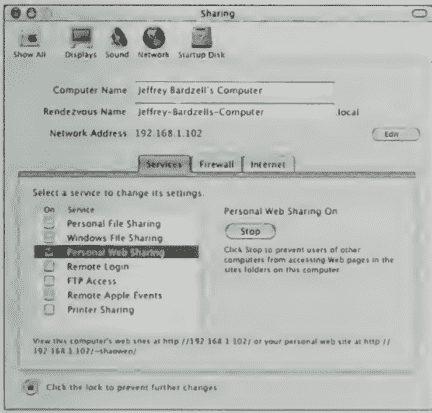 Sharing
Show All Displays Sound Network Startup Disk
Computer Name Jeffrey Bardzell's Computer
Rendezvous Name Jeffrey-Bardzells-Computer .local
Network Address 192.168.1.102 Edit
Services Firewall Internet
Select a service to change its settings.
On Service
Personal File Sharing
Windows File Sharing
Personal Web Sharing
Remote Login
FTP Access
Remote Apple Events
Printer Sharing
Personal Web Sharing On
Stop
Click Stop to prevent users of other
computers from accessing Web pages in the
sites folders on this computer
View this computer's web sites at http //192 168 1 102/ or your personal web site at http //
192 168 1 102/~shaowen/
Click the lock to prevent further changes